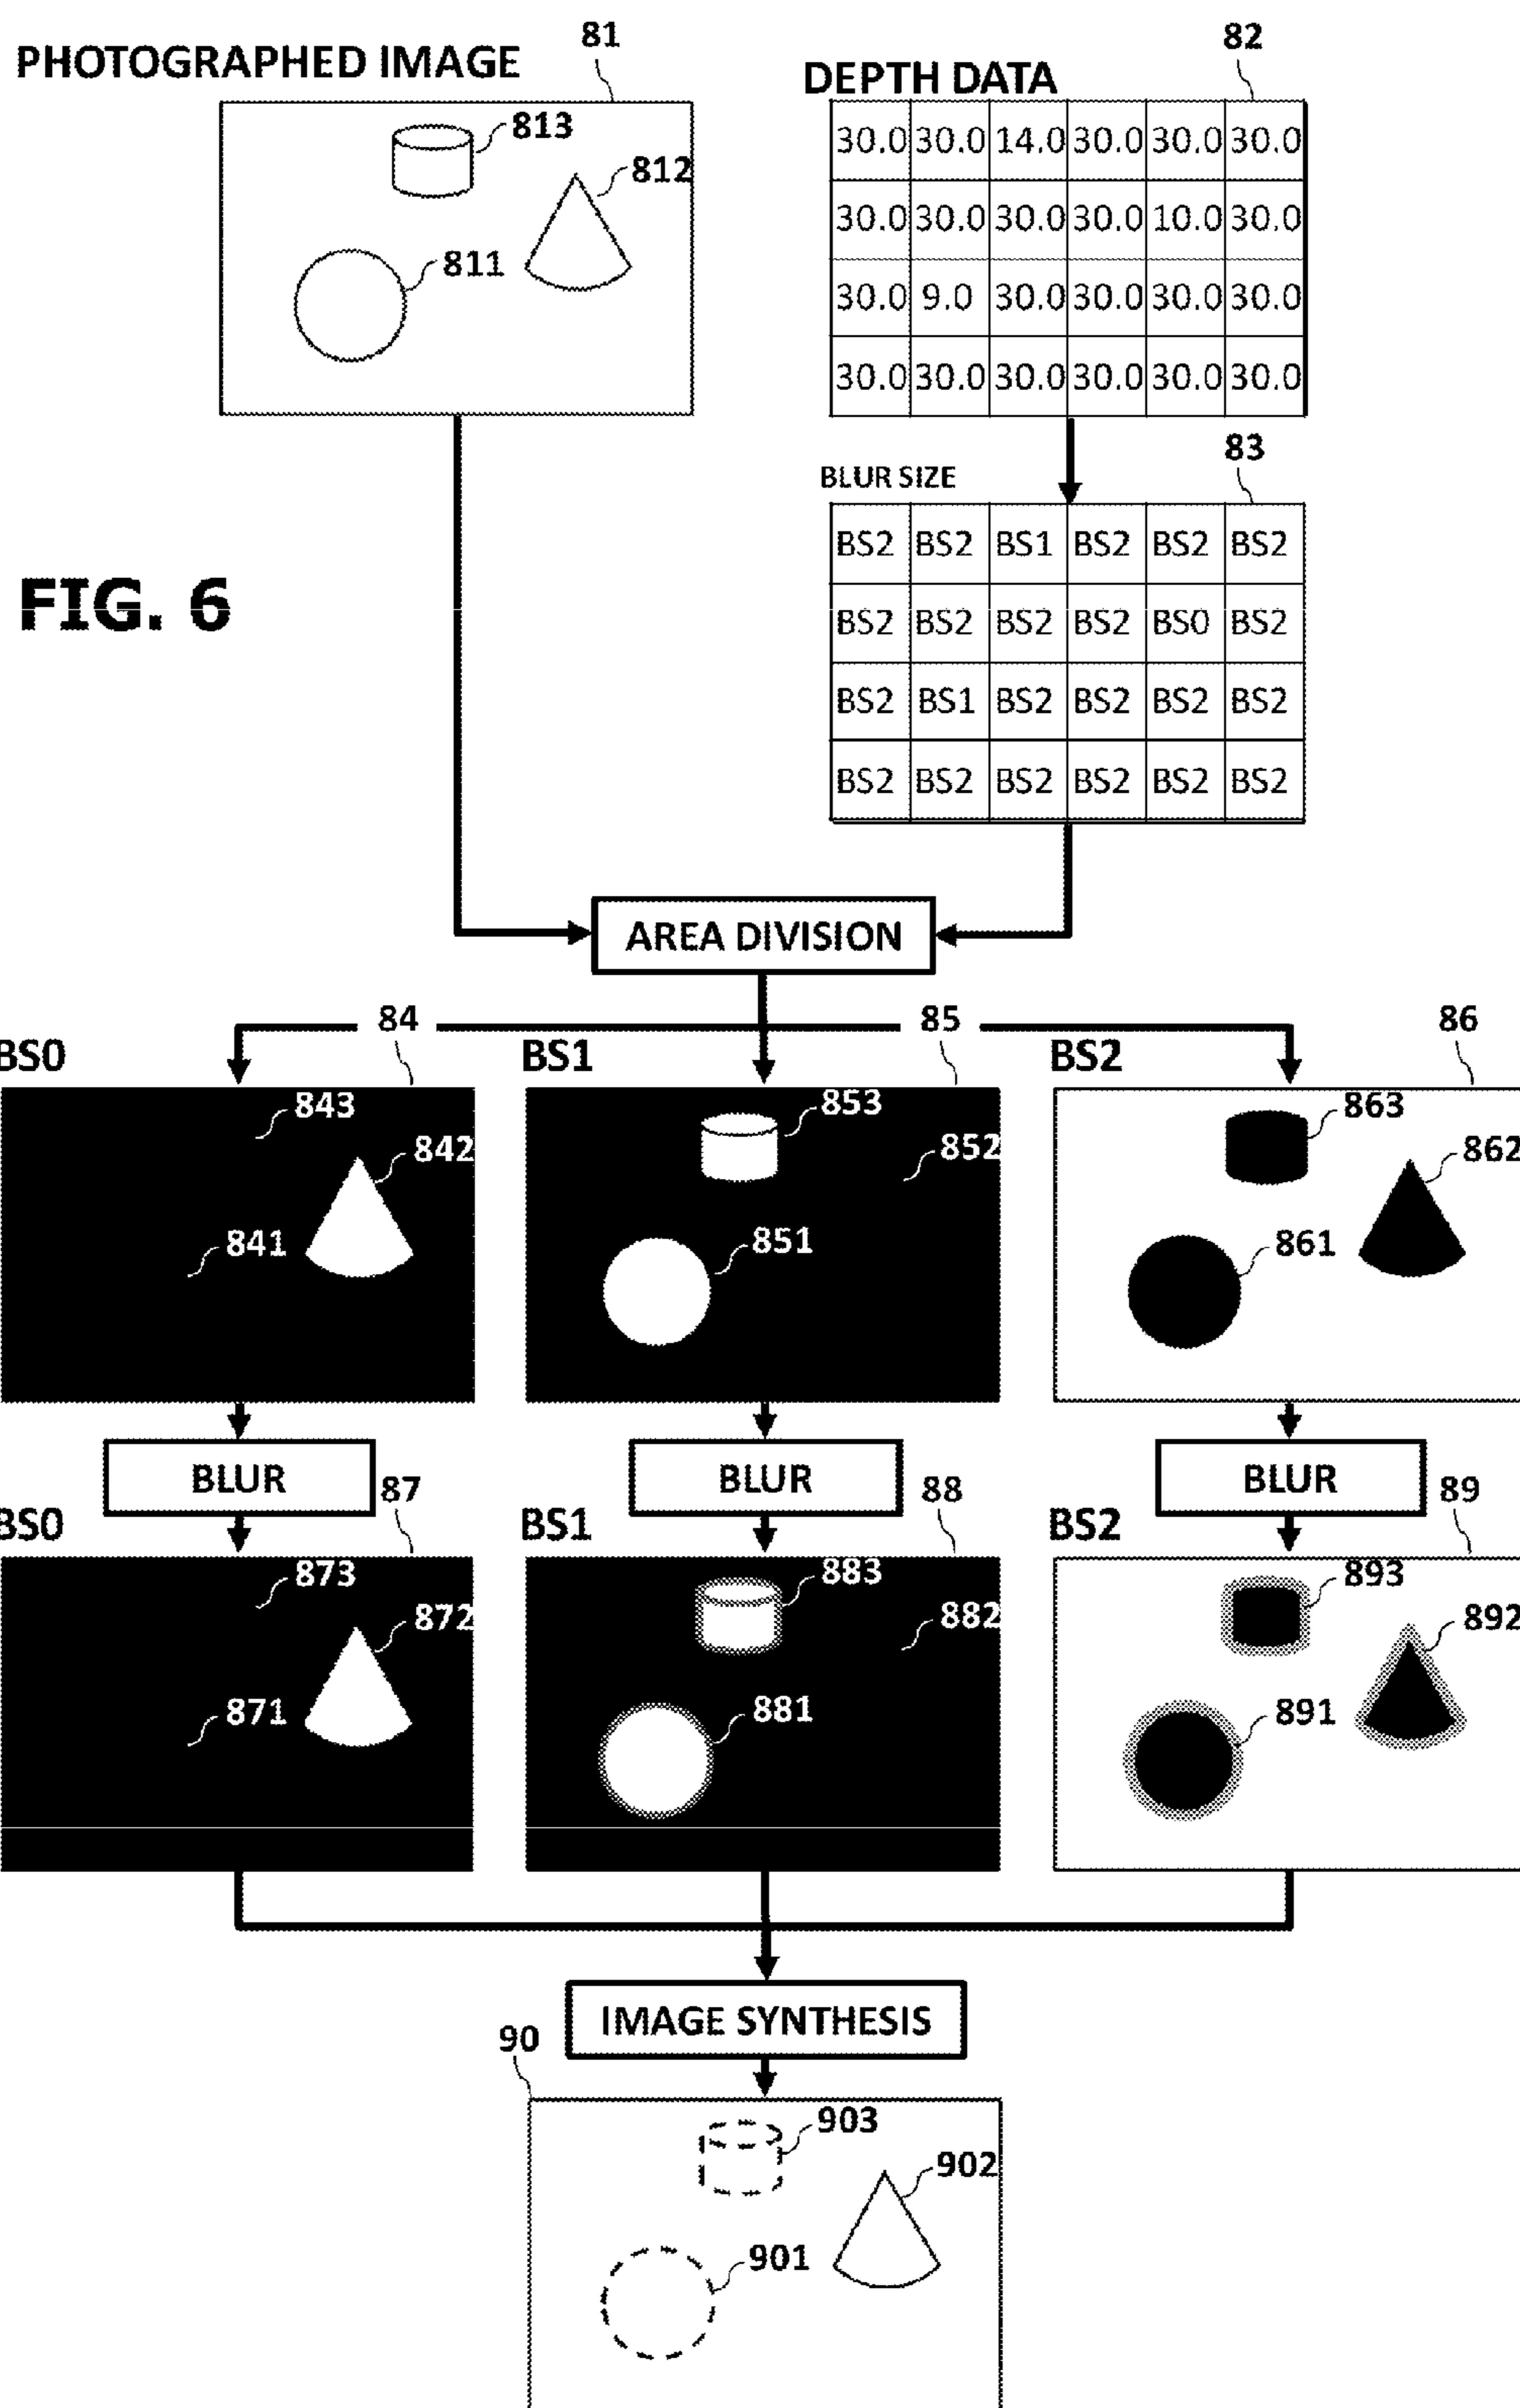 81
82
PHOTOGRAPHED IMAGE
DEPTH DATA
813
812
811
30.0 30.0 14.0 30.0 30.0 30.0
30.0 30.0 30.0 30.0 10.0 30.0
30.0 9.0 30.0 30.0 30.0 30.0
30.0 30.0 30.0 30.0 30.0 30.0
83
BLUR SIZE
BS2 BS2 BS1 BS2 BS2 BS2
BS2 BS2 BS2 BS2 BS0 BS2
BS2 BS1 BS2 BS2 BS2 BS2
BS2 BS2 BS2 BS2 BS2 BS2
FIG. 6
AREA DIVISION
84
85
86
BS0
BS1
BS2
843
842
841
853
852
851
863
862
861
BLUR
BLUR
BLUR
87
88
89
BS0
BS1
BS2
873
872
871
883
882
881
893
892
891
IMAGE SYNTHESIS
90
903
902
901